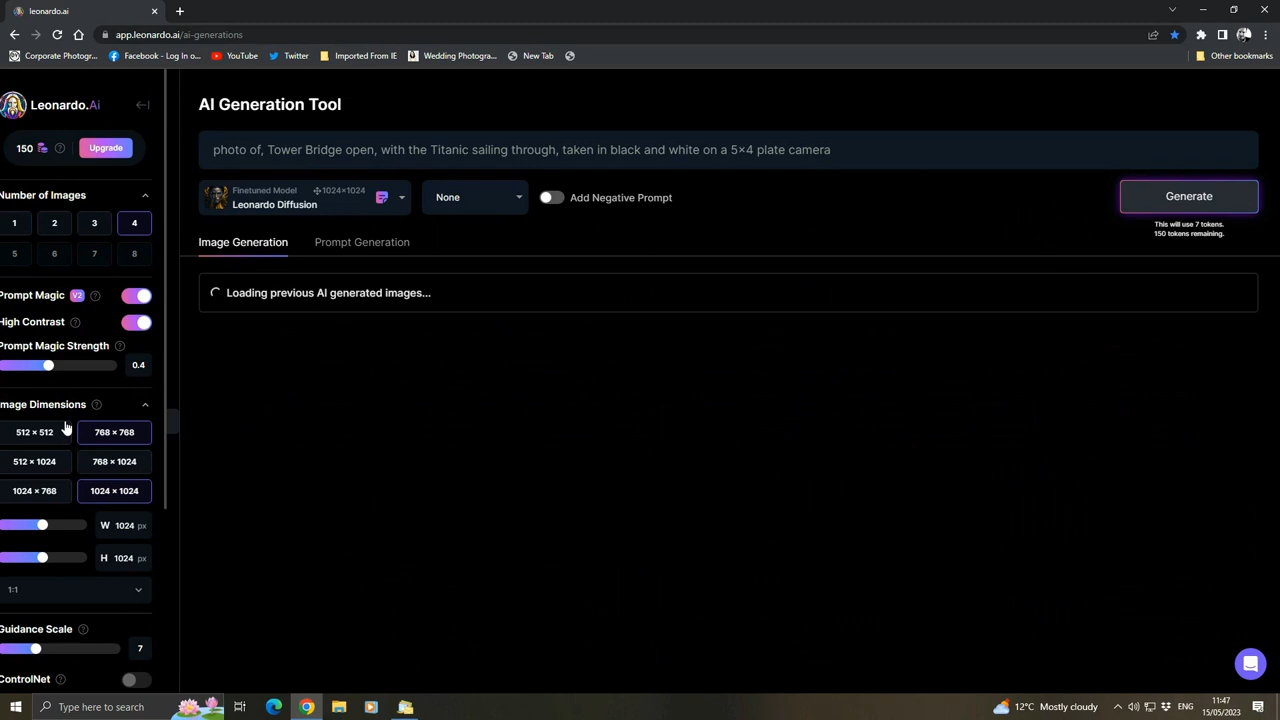 leonardo.ai
app.leonardo.ai/ai-generations
Corporate Photogr...
Facebook - Log In o...
YouTube
Twitter
Imported From IE
Wedding Photogra...
New Tab
Other bookmarks
Leonardo.Ai
150
Upgrade
Number of Images
1 2 3 4
5 6 7 8
Prompt Magic V2
High Contrast
Prompt Magic Strength
0.4
Image Dimensions
512 × 512 768 × 768
512 × 1024 768 × 1024
1024 × 768 1024 × 1024
W 1024 px
H 1024 px
1:1
Guidance Scale
7
ControlNet
AI Generation Tool
photo of, Tower Bridge open, with the Titanic sailing through, taken in black and white on a 5×4 plate camera
Finetuned Model 1024×1024
Leonardo Diffusion
None
Add Negative Prompt
Generate
This will use 7 tokens.
150 tokens remaining.
Image Generation
Prompt Generation
Loading previous AI generated images...
Type here to search
12°C Mostly cloudy
ENG
11:47
15/05/2023